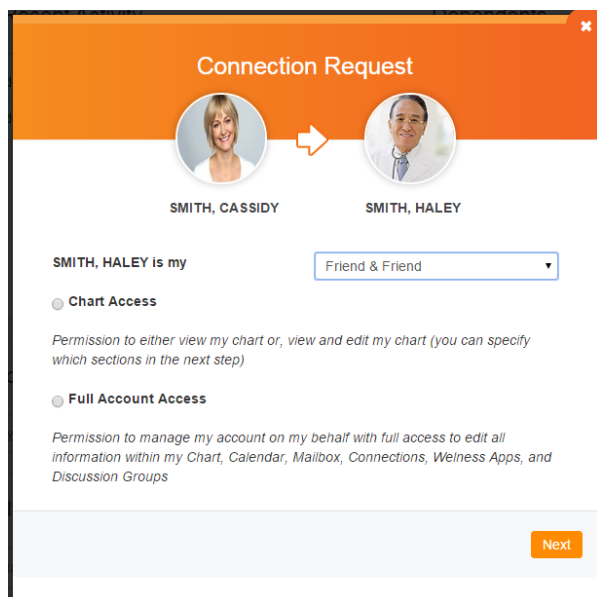 Recent Activity Dependents
Connection Request
SMITH, CASSIDY SMITH, HALEY
SMITH, HALEY is my Friend & Friend
Chart Access
Permission to either view my chart or, view and edit my chart (you can specify
which sections in the next step)
Full Account Access
Permission to manage my account on my behalf with full access to edit all
information within my Chart, Calendar, Mailbox, Connections, Welness Apps, and
Discussion Groups
Next